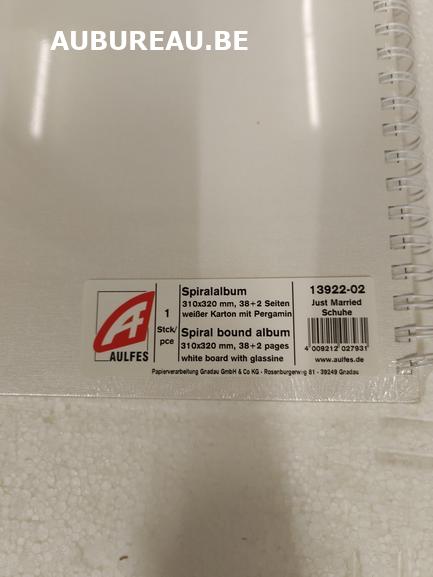 AUBUREAU.BE
AULFES
1
Stck/
pce
Spiralalbum
310x320 mm, 38+2 Seiten
weißer Karton mit Pergamin
Spiral bound album
310x320 mm, 38+2 pages
white board with glassine
13922-02
Just Married
Schuhe
4 009212 027931
www.aulfes.de
Papierverarbeitung Gnadau GmbH & Co KG - Rosenburgerweg 81 - 39249 Gnadau